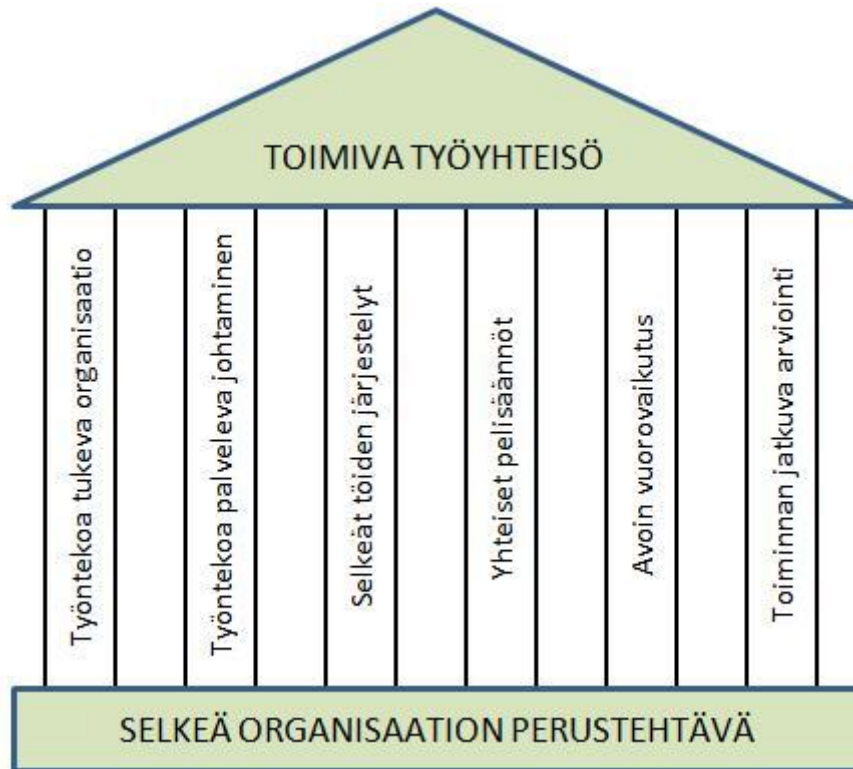 TOIMIVA TYÖYHTEISÖ
Työntekoa tukeva organisaatio
Työntekoa palveleva johtaminen
Selkeät töiden järjestelyt
Yhteiset pelisäännöt
Avoin vuorovaikutus
Toiminnan jatkuva arviointi
SELKEÄ ORGANISAATION PERUSTEHTÄVÄ